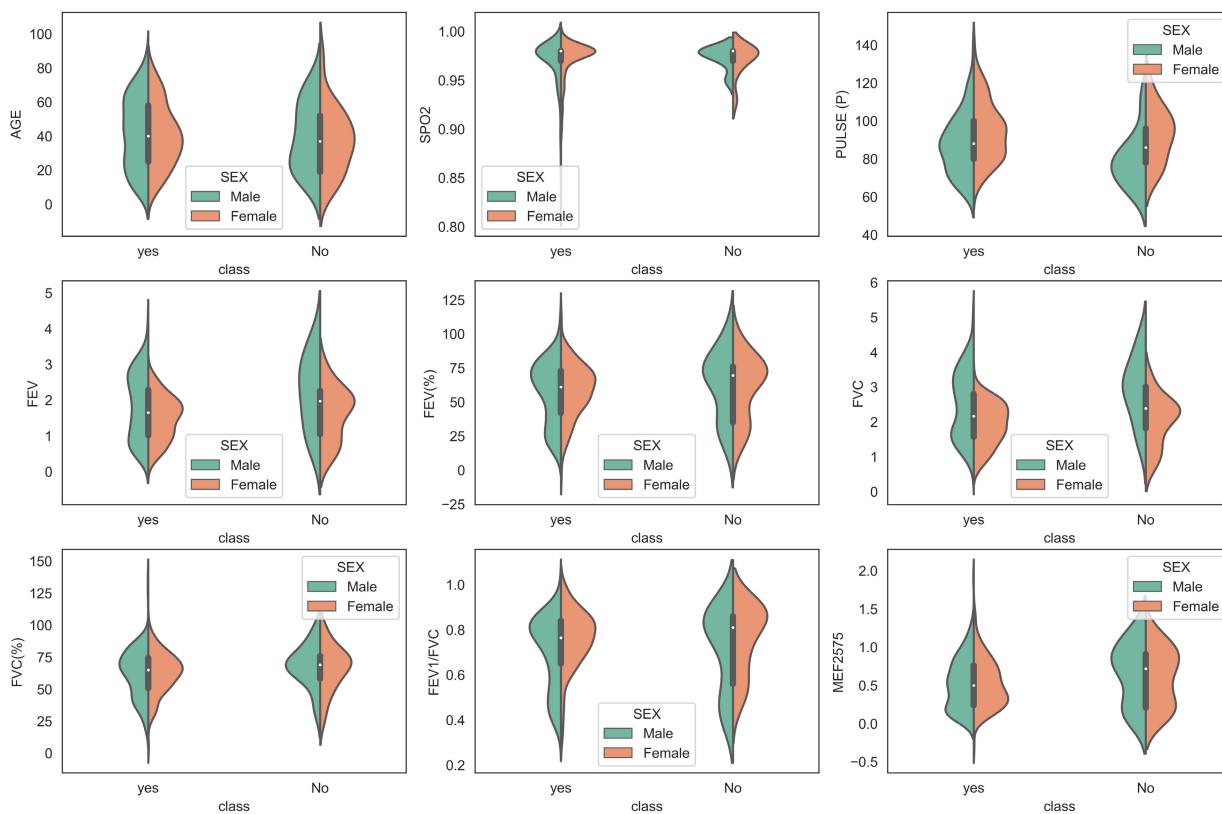 AGE
100
80
60
40
20
0
SEX
Male
Female
yes No
class
SPO2
1.00
0.95
0.90
0.85
0.80
SEX
Male
Female
yes No
class
PULSE (P)
140
120
100
80
60
40
SEX
Male
Female
yes No
class
FEV
5
4
3
2
1
0
SEX
Male
Female
yes No
class
FEV(%)
125
100
75
50
25
0
−25
SEX
Male
Female
yes No
class
FVC
6
5
4
3
2
1
0
SEX
Male
Female
yes No
class
FVC(%)
150
125
100
75
50
25
0
SEX
Male
Female
yes No
class
FEV1/FVC
1.0
0.8
0.6
0.4
0.2
SEX
Male
Female
yes No
class
MEF2575
2.0
1.5
1.0
0.5
0.0
−0.5
SEX
Male
Female
yes No
class